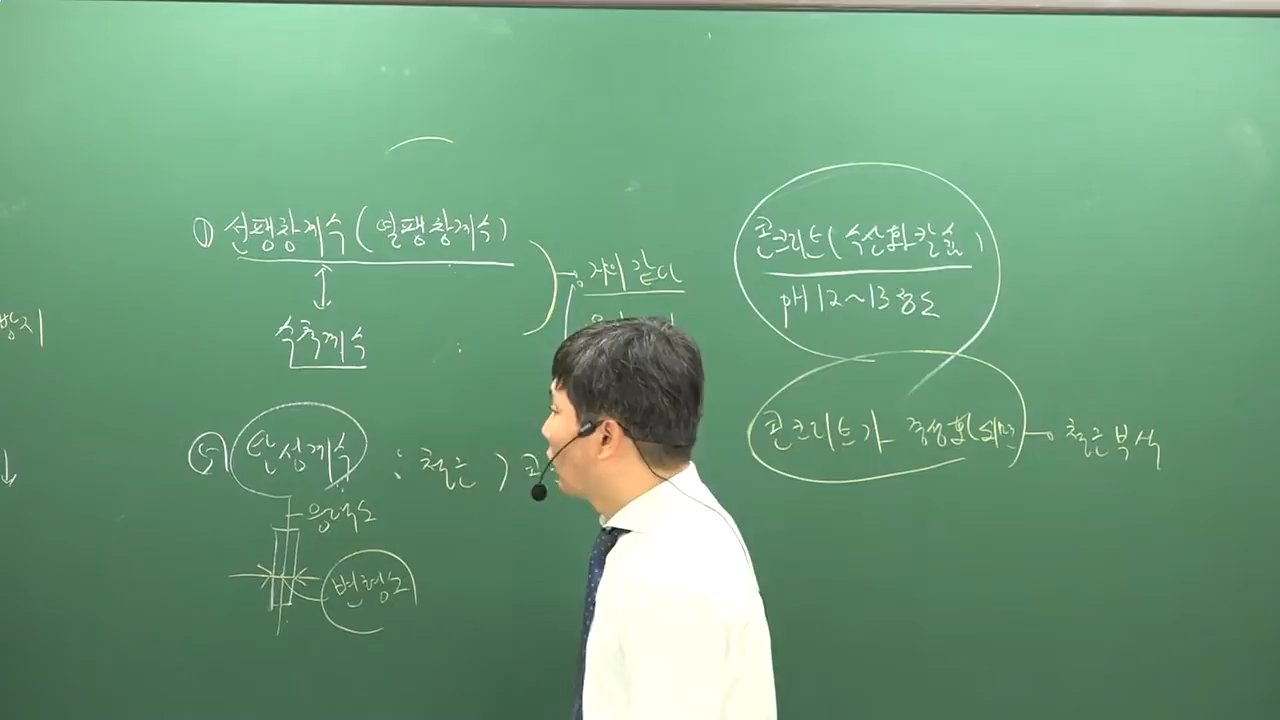 방지
① 선팽창계수 ( 열팽창계수 )
↕
수축계수
거의 같다
콘크리트 ( 수산화칼슘 )
pH 12~13 정도
콘크리트가 중성화되면 → 철근 부식
탄성계수 : 철근 > 콘
응력도
변형도